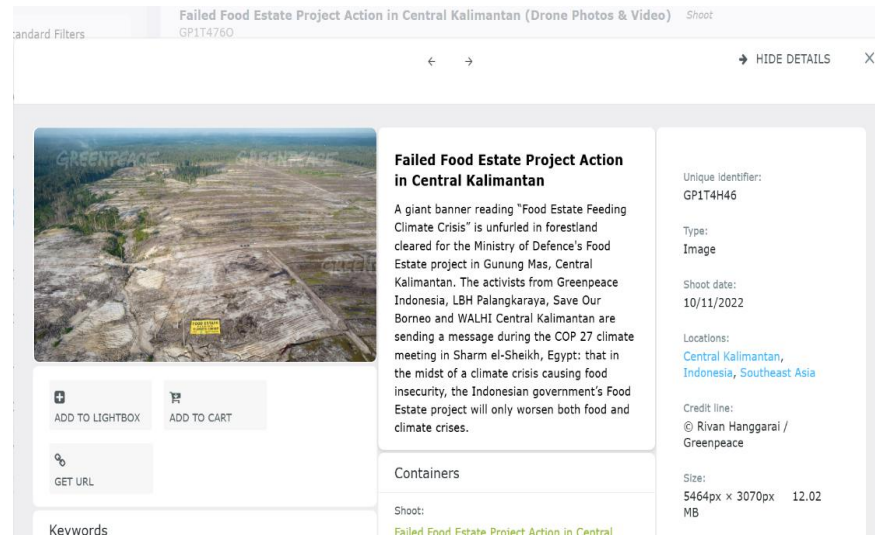 Failed Food Estate Project Action in Central Kalimantan (Drone Photos & Video) Shoot
andard Filters
GP1T476O
← → → HIDE DETAILS X
GREENPEACE GREENPEACE
FOOD ESTATE
ADD TO LIGHTBOX
ADD TO CART
GET URL
Keywords
Failed Food Estate Project Action
in Central Kalimantan
A giant banner reading “Food Estate Feeding
Climate Crisis” is unfurled in forestland
cleared for the Ministry of Defence's Food
Estate project in Gunung Mas, Central
Kalimantan. The activists from Greenpeace
Indonesia, LBH Palangkaraya, Save Our
Borneo and WALHI Central Kalimantan are
sending a message during the COP 27 climate
meeting in Sharm el-Sheikh, Egypt: that in
the midst of a climate crisis causing food
insecurity, the Indonesian government’s Food
Estate project will only worsen both food and
climate crises.
Containers
Shoot:
Failed Food Estate Project Action in Central
Unique identifier:
GP1T4H46
Type:
Image
Shoot date:
10/11/2022
Locations:
Central Kalimantan,
Indonesia, Southeast Asia
Credit line:
© Rivan Hanggarai /
Greenpeace
Size:
5464px × 3070px 12.02
MB